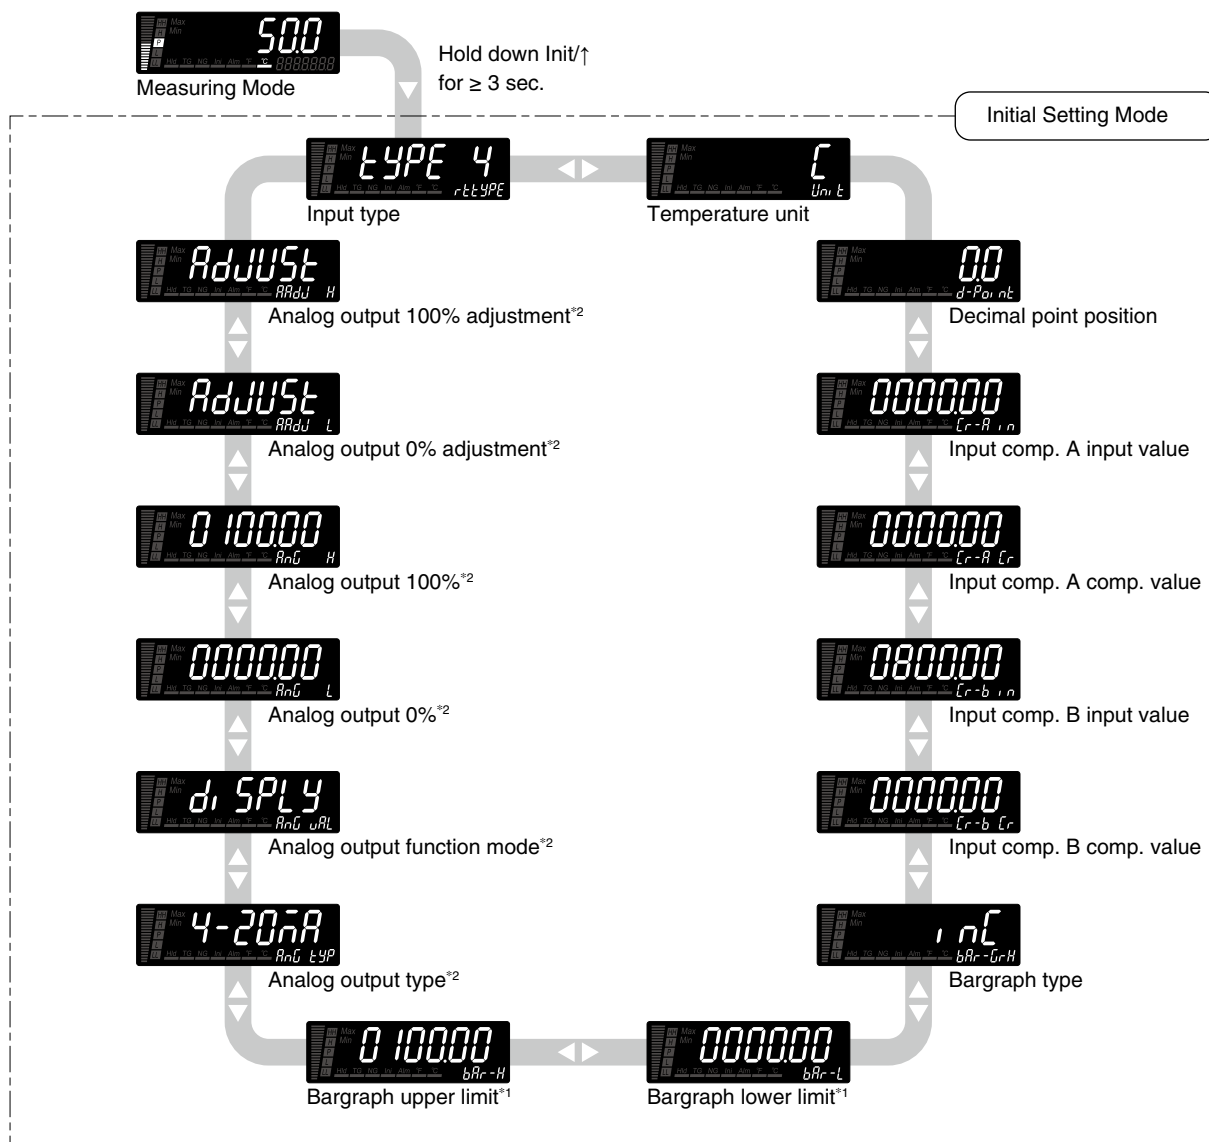 50.0
Measuring Mode
Hold down Init/↑
for ≥ 3 sec.
Initial Setting Mode
tYPE 4
rttYPE
Input type
C
Unit
Temperature unit
AdJUSt
AAdJ H
Analog output 100% adjustment*2
0.0
d-Point
Decimal point position
AdJUSt
AAdJ L
Analog output 0% adjustment*2
0000.00
Cr-A in
Input comp. A input value
0100.00
AnG H
Analog output 100%*2
0000.00
Cr-A Cr
Input comp. A comp. value
0000.00
AnG L
Analog output 0%*2
0800.00
Cr-b in
Input comp. B input value
di SPLY
AnG vAL
Analog output function mode*2
0000.00
Cr-b Cr
Input comp. B comp. value
4-20mA
AnG tYP
Analog output type*2
inC
bAr-GrH
Bargraph type
0100.00
bAr-H
Bargraph upper limit*1
0000.00
bAr-L
Bargraph lower limit*1